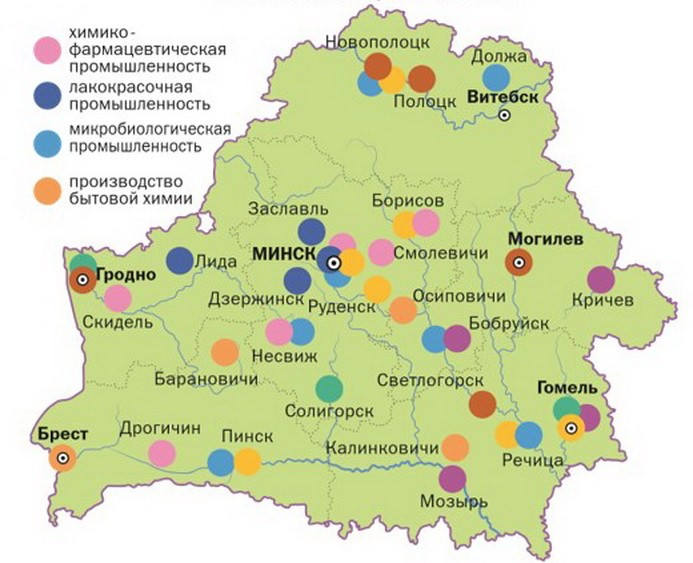 химико-
фармацевтическая
промышленность
лакокрасочная
промышленность
микробиологическая
промышленность
производство
бытовой химии
Новополоцк
Должа
Полоцк
Витебск
Борисов
Заславль
МИНСК
Смолевичи
Могилев
Лида
Гродно
Дзержинск
Руденск
Осиповичи
Кричев
Скидель
Бобруйск
Несвиж
Барановичи
Светлогорск
Гомель
Солигорск
Брест
Дрогичин
Пинск
Калинковичи
Речица
Мозырь